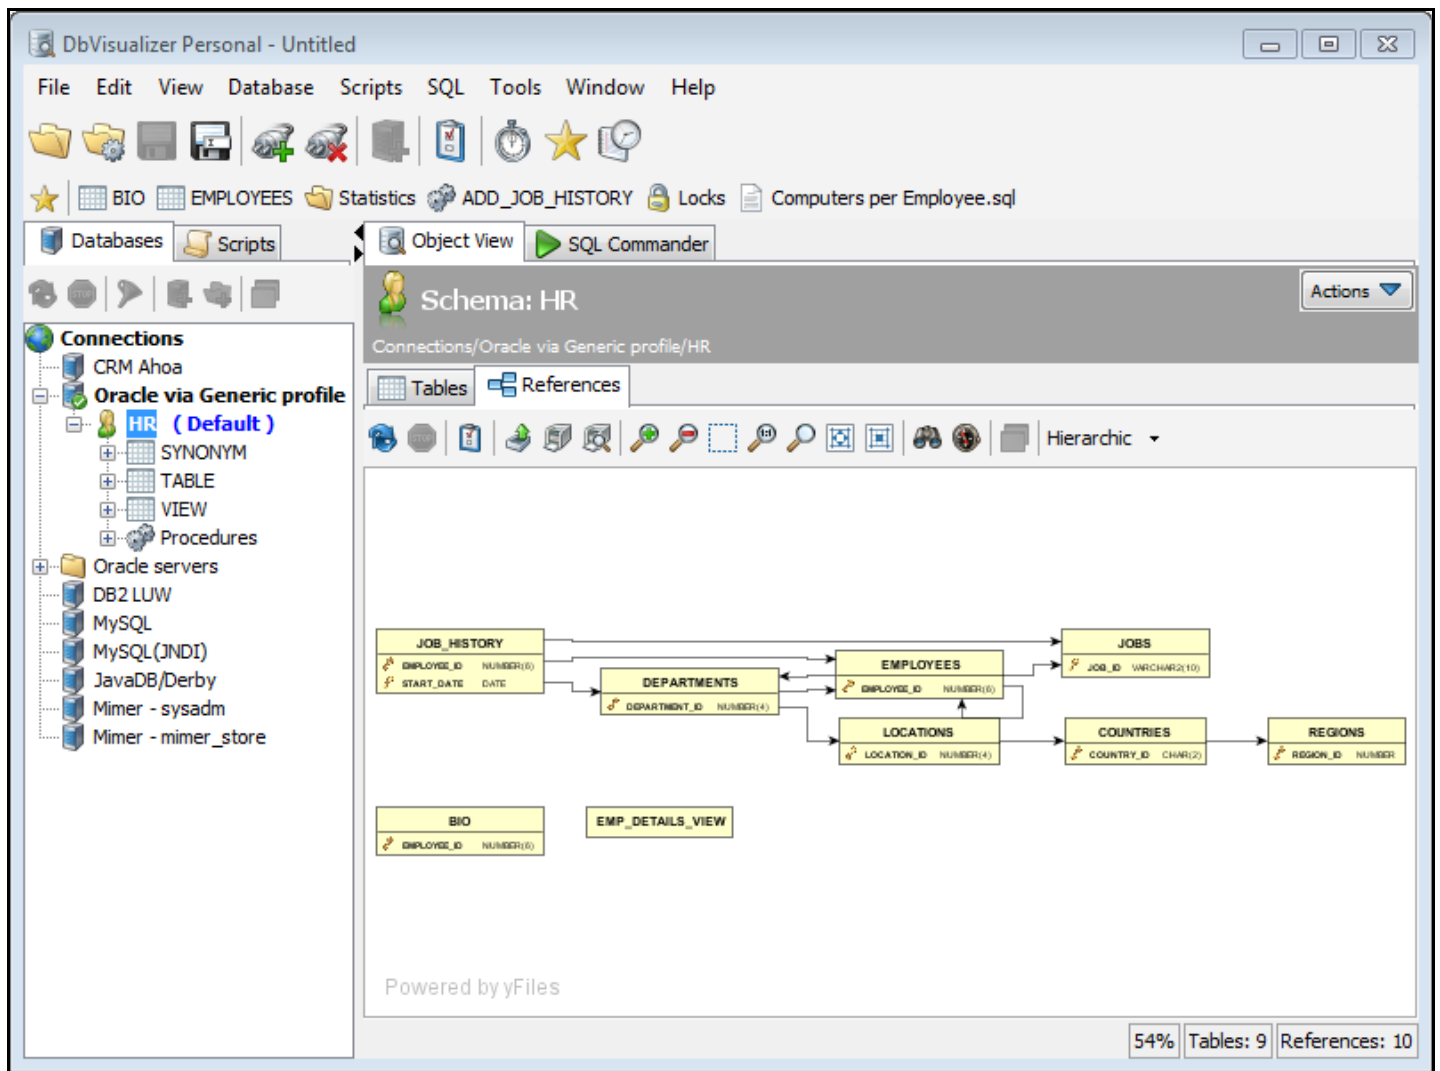 DbVisualizer Personal - Untitled
File Edit View Database Scripts SQL Tools Window Help
BIO EMPLOYEES Statistics ADD_JOB_HISTORY Locks Computers per Employee.sql
Databases Scripts
Object View SQL Commander
Schema: HR
Actions
Connections/Oracle via Generic profile/HR
Tables References
Hierarchic
Connections
CRM Ahoa
Oracle via Generic profile
HR ( Default )
SYNONYM
TABLE
VIEW
Procedures
Oracle servers
DB2 LUW
MySQL
MySQL(JNDI)
JavaDB/Derby
Mimer - sysadm
Mimer - mimer_store
JOB_HISTORY
EMPLOYEE_ID NUMBER(6)
START_DATE DATE
DEPARTMENTS
DEPARTMENT_ID NUMBER(4)
EMPLOYEES
EMPLOYEE_ID NUMBER(6)
JOBS
JOB_ID VARCHAR2(10)
LOCATIONS
LOCATION_ID NUMBER(4)
COUNTRIES
COUNTRY_ID CHAR(2)
REGIONS
REGION_ID NUMBER
BIO
EMPLOYEE_ID NUMBER(6)
EMP_DETAILS_VIEW
Powered by yFiles
54% Tables: 9 References: 10